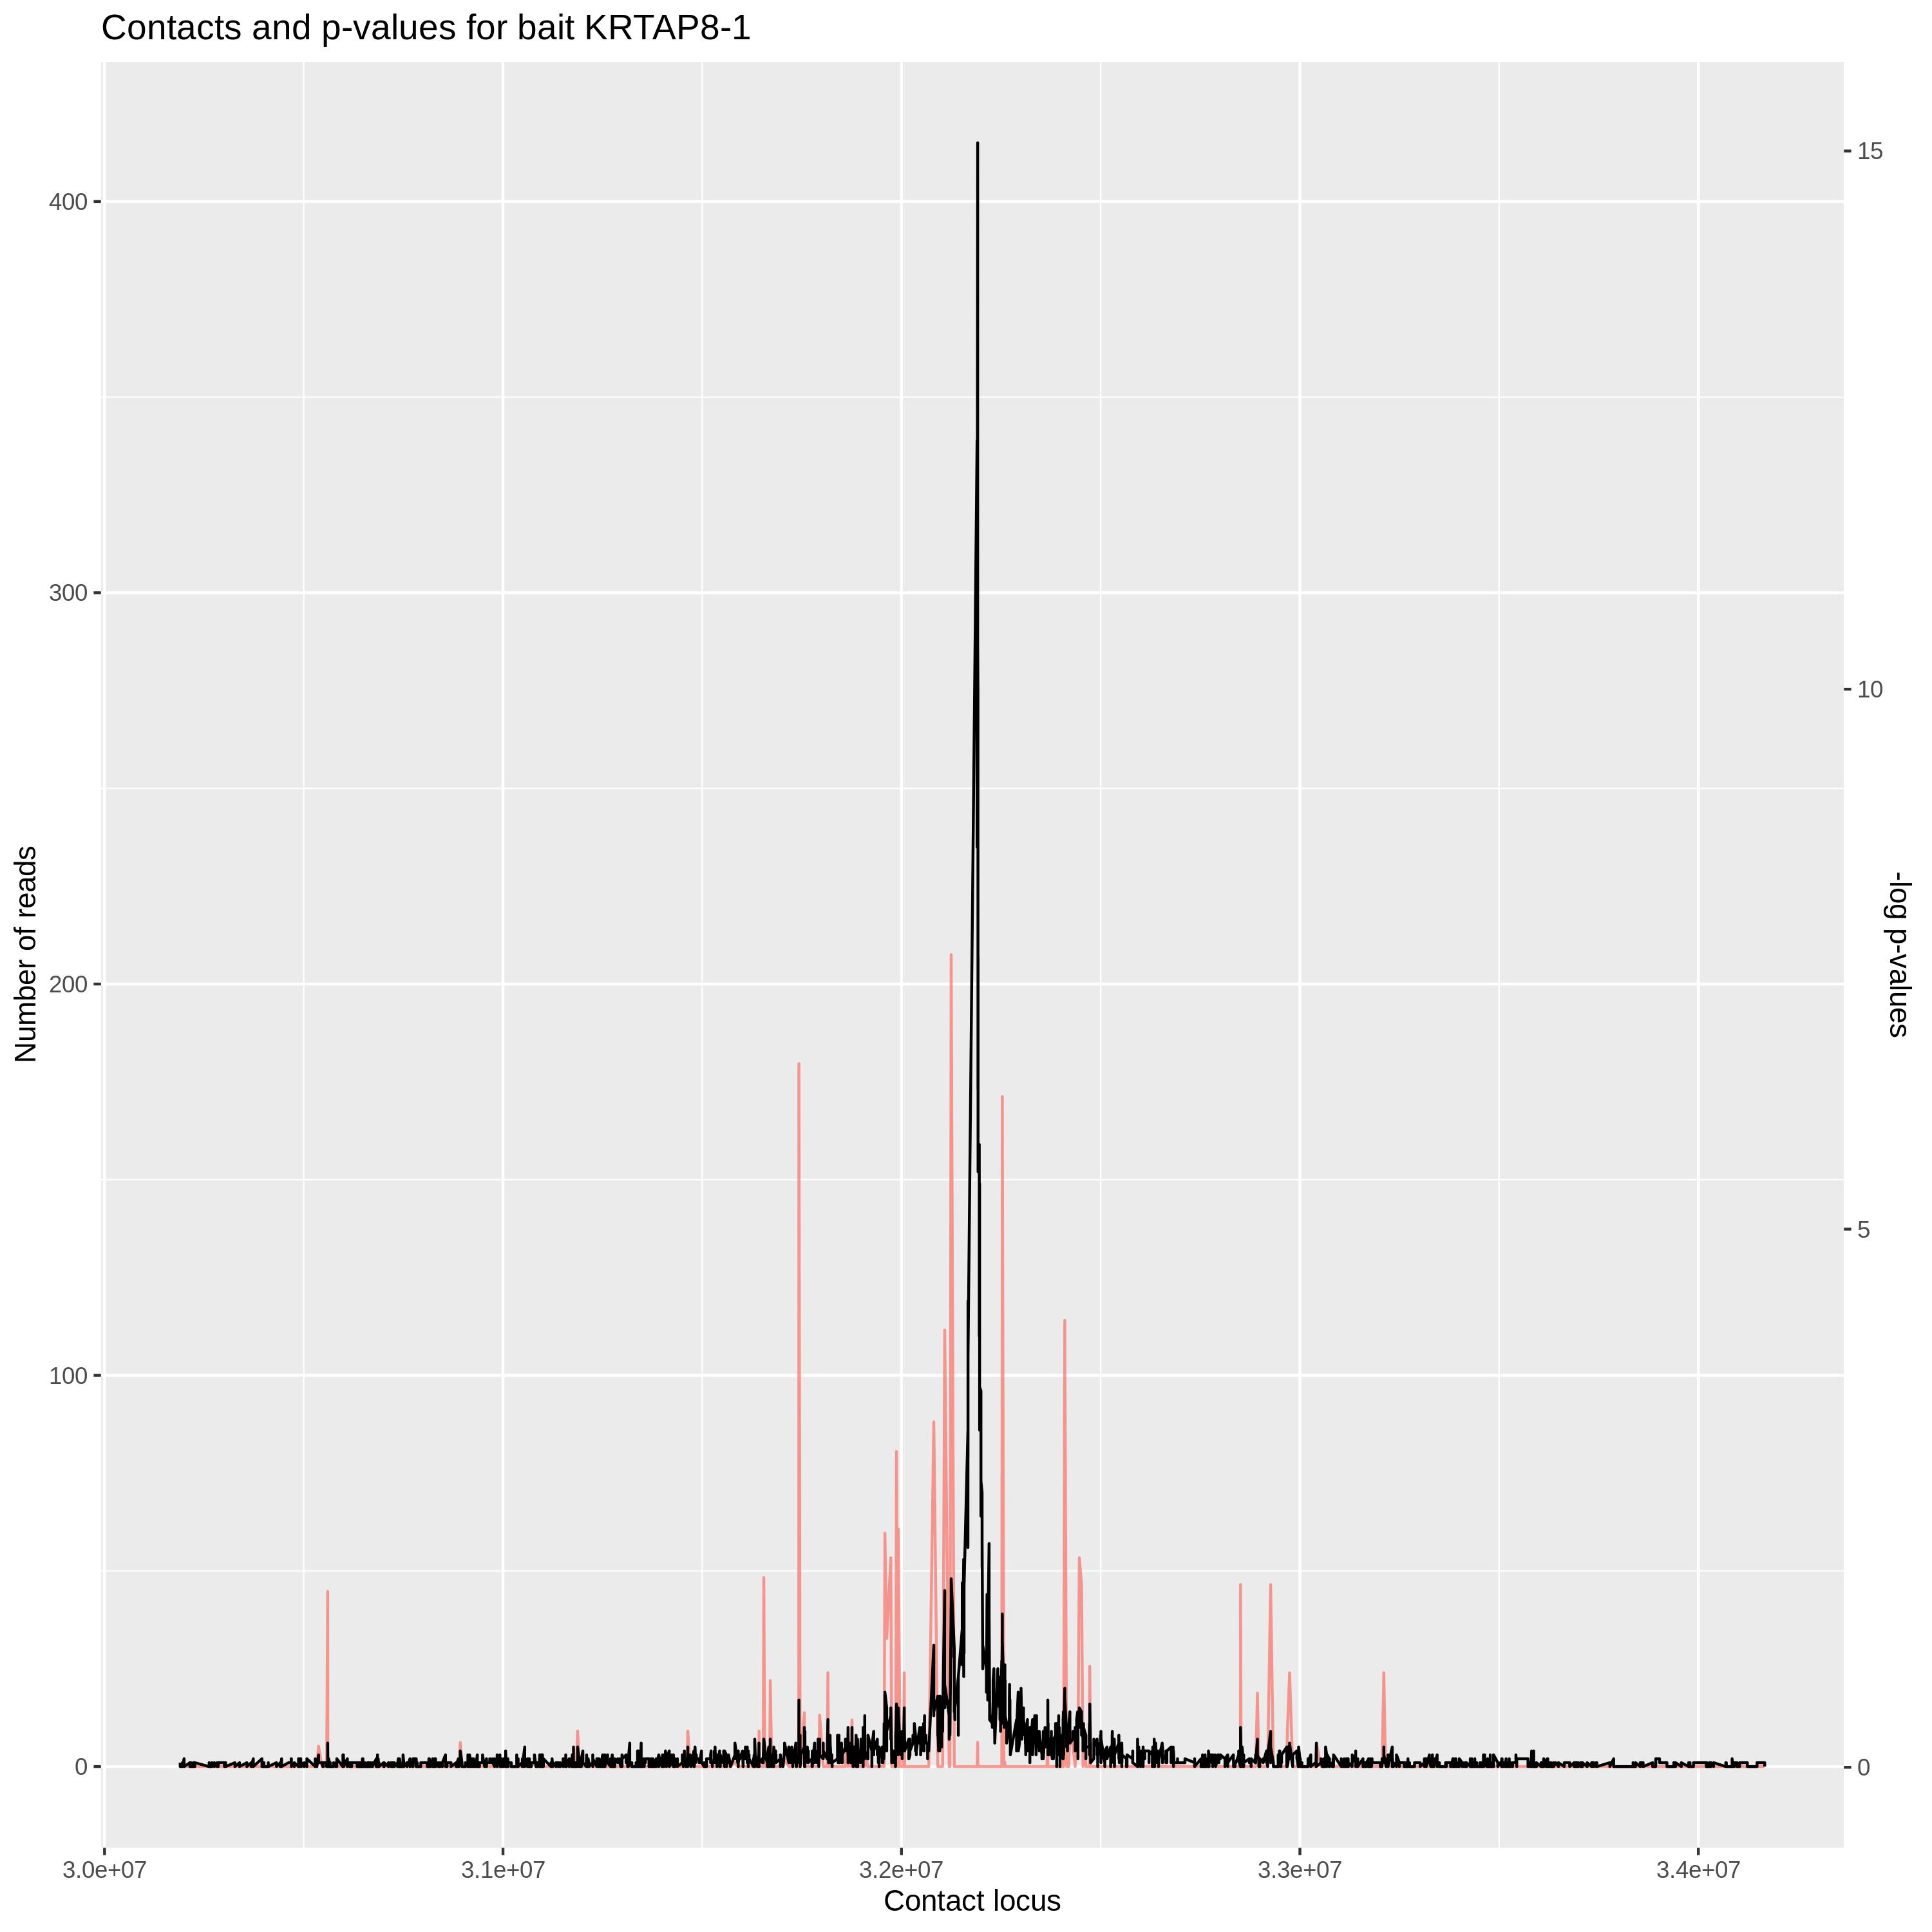 Contacts and p-values for bait KRTAP8-1
Number of reads
400
300
200
100
0
15
10
5
0
-log p-values
3.0e+07
3.1e+07
3.2e+07
3.3e+07
3.4e+07
Contact locus